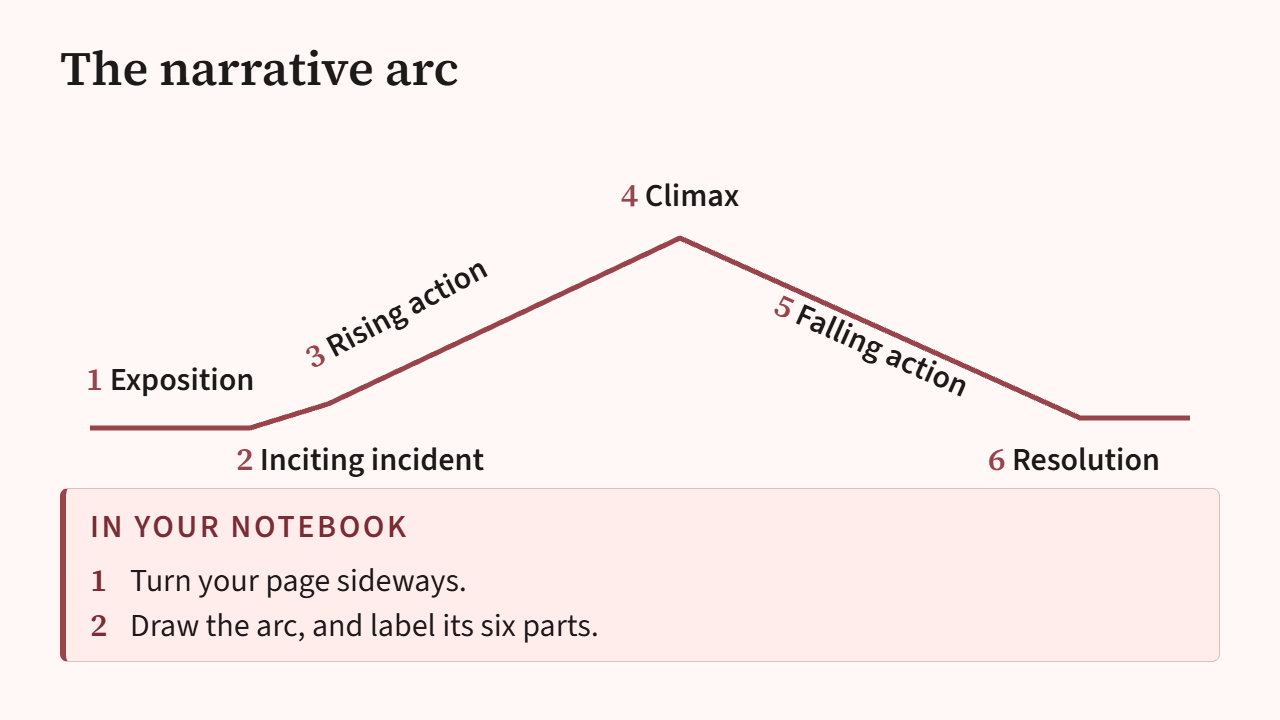 The narrative arc
1 Exposition
2 Inciting incident
3 Rising action
4 Climax
5 Falling action
6 Resolution
IN YOUR NOTEBOOK
1 Turn your page sideways.
2 Draw the arc, and label its six parts.